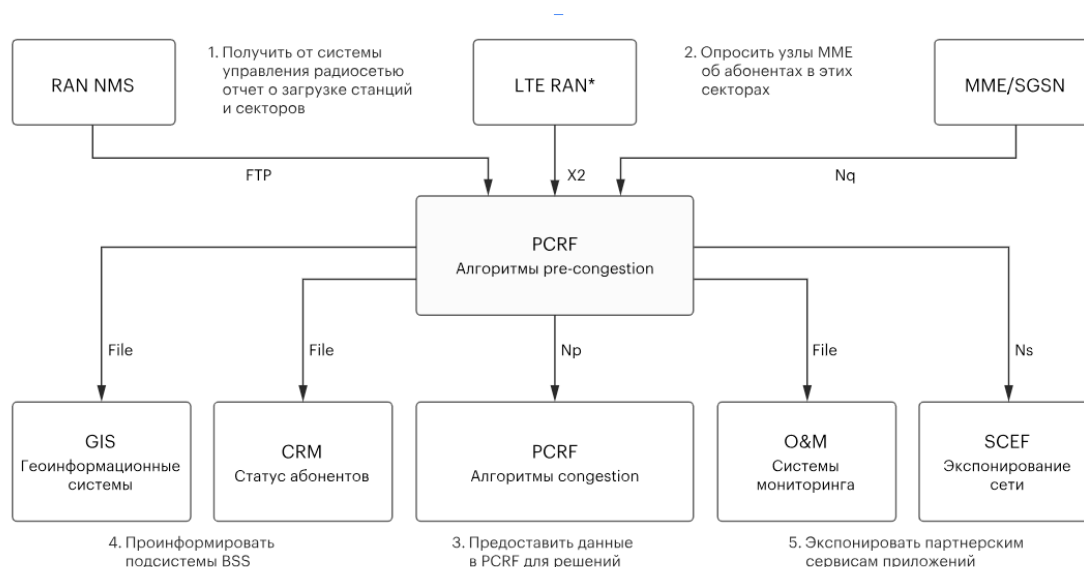 RAN NMS
1. Получить от системы
управления радиосетью
отчет о загрузке станций
и секторов
LTE RAN*
2. Опросить узлы MME
об абонентах в этих
секторах
MME/SGSN
FTP
X2
Nq
PCRF
Алгоритмы pre-congestion
File
File
Np
File
Ns
GIS
Геоинформационные
системы
CRM
Статус абонентов
PCRF
Алгоритмы congestion
O&M
Системы
мониторинга
SCEF
Экспонирование
сети
4. Проинформировать
подсистемы BSS
3. Предоставить данные
в PCRF для решений
5. Экспонировать партнерским
сервисам приложений